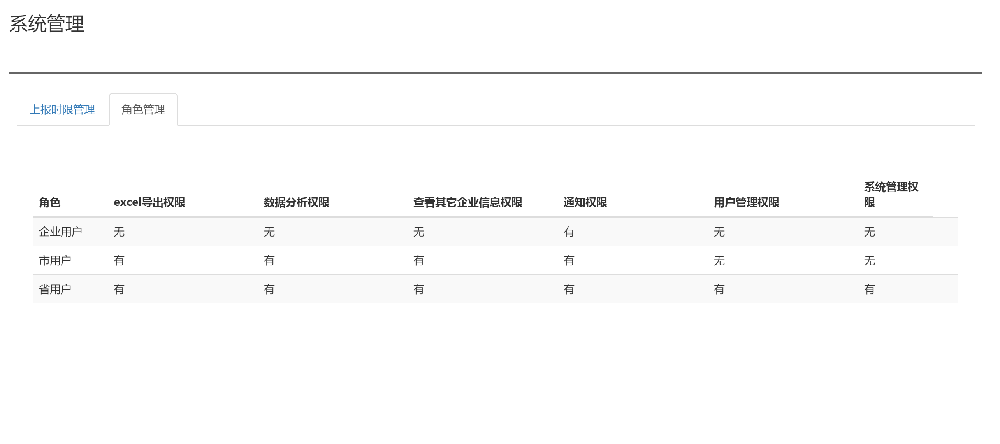 系统管理
上报时限管理 角色管理
角色 excel导出权限 数据分析权限 查看其它企业信息权限 通知权限 用户管理权限 系统管理权
限
企业用户 无 无 无 有 无 无
市用户 有 有 有 有 无 无
省用户 有 有 有 有 有 有